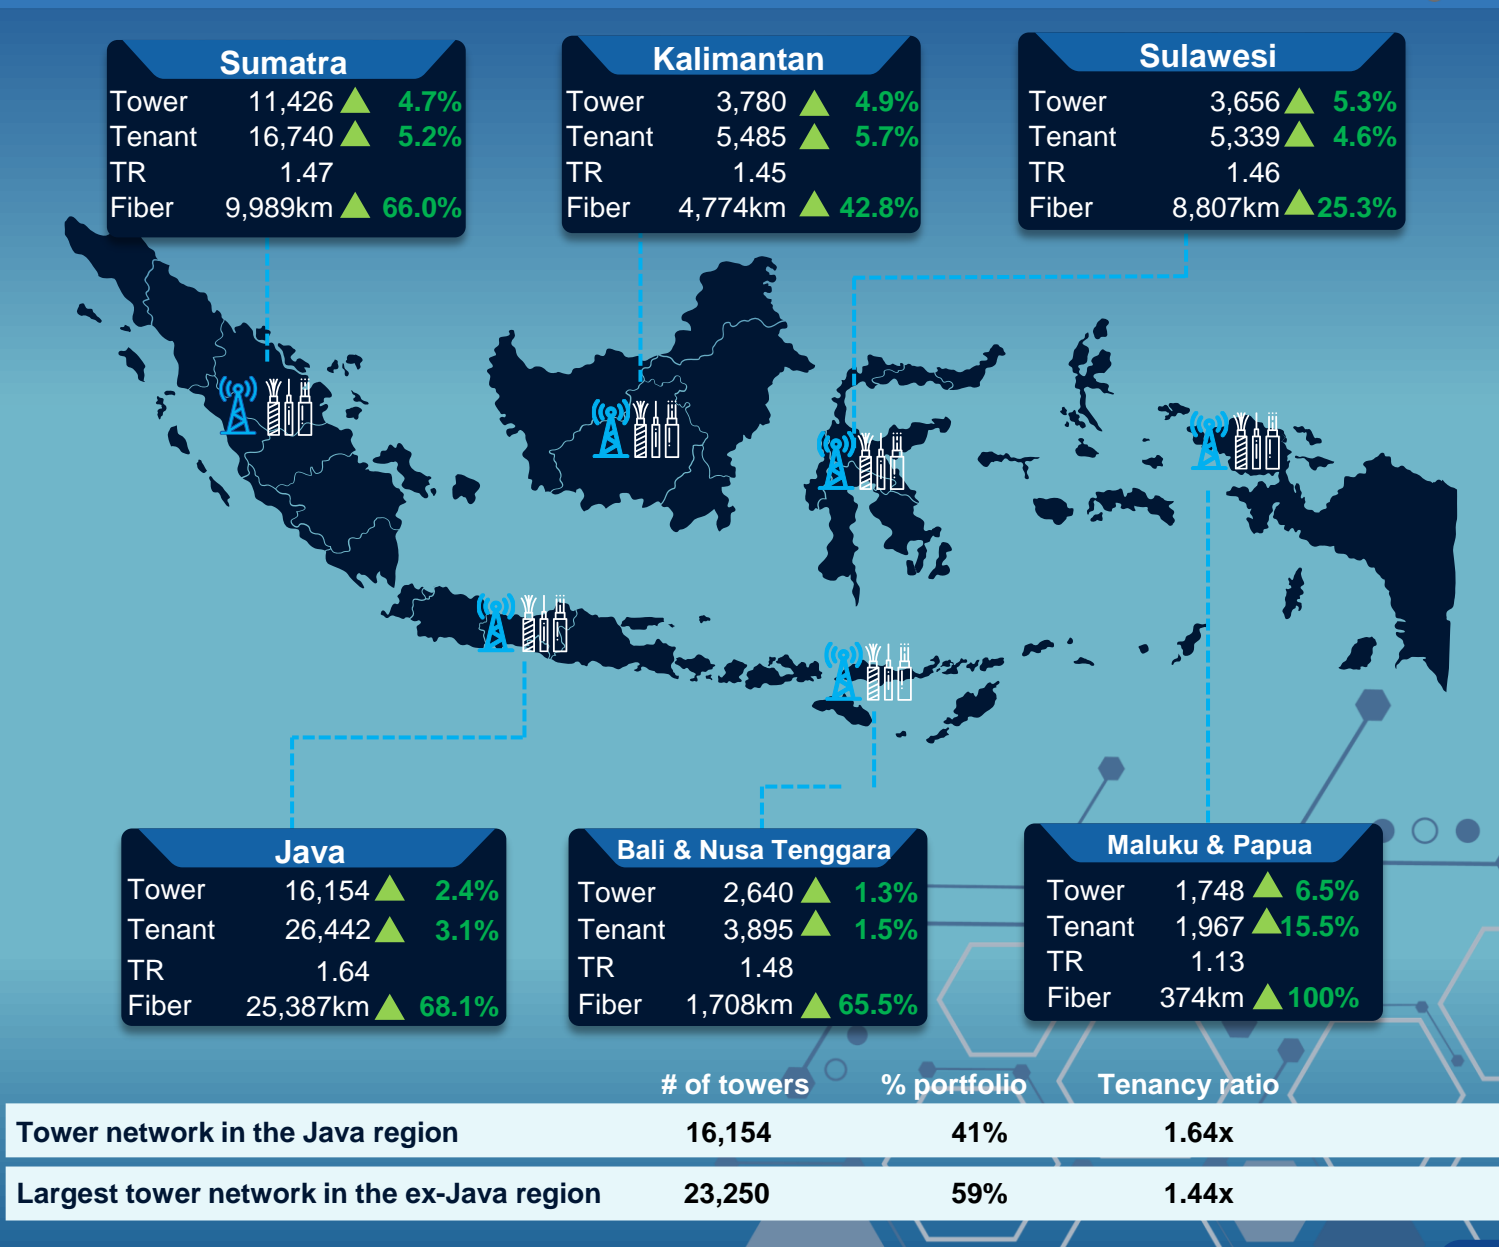 Sumatra
Tower 11,426 4.7%
Tenant 16,740 5.2%
TR 1.47
Fiber 9,989km 66.0%
Kalimantan
Tower 3,780 4.9%
Tenant 5,485 5.7%
TR 1.45
Fiber 4,774km 42.8%
Sulawesi
Tower 3,656 5.3%
Tenant 5,339 4.6%
TR 1.46
Fiber 8,807km 25.3%
Java
Tower 16,154 2.4%
Tenant 26,442 3.1%
TR 1.64
Fiber 25,387km 68.1%
Bali & Nusa Tenggara
Tower 2,640 1.3%
Tenant 3,895 1.5%
TR 1.48
Fiber 1,708km 65.5%
Maluku & Papua
Tower 1,748 6.5%
Tenant 1,967 15.5%
TR 1.13
Fiber 374km 100%
# of towers % portfolio Tenancy ratio
Tower network in the Java region 16,154 41% 1.64x
Largest tower network in the ex-Java region 23,250 59% 1.44x